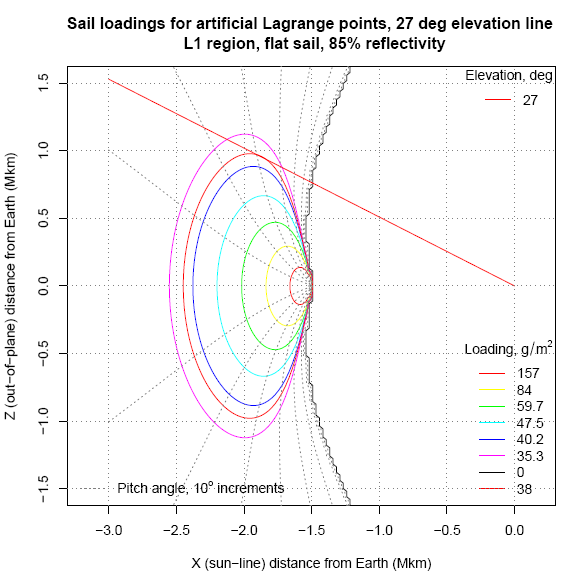 Sail loadings for artificial Lagrange points, 27 deg elevation line
L1 region, flat sail, 85% reflectivity
Elevation, deg
27
Z (out-of-plane) distance from Earth (Mkm)
1.5
1.0
0.5
0.0
−0.5
−1.0
−1.5
Loading, g/m²
157
84
59.7
47.5
40.2
35.3
0
38
Pitch angle, 10° increments
−3.0 −2.5 −2.0 −1.5 −1.0 −0.5 0.0
X (sun−line) distance from Earth (Mkm)